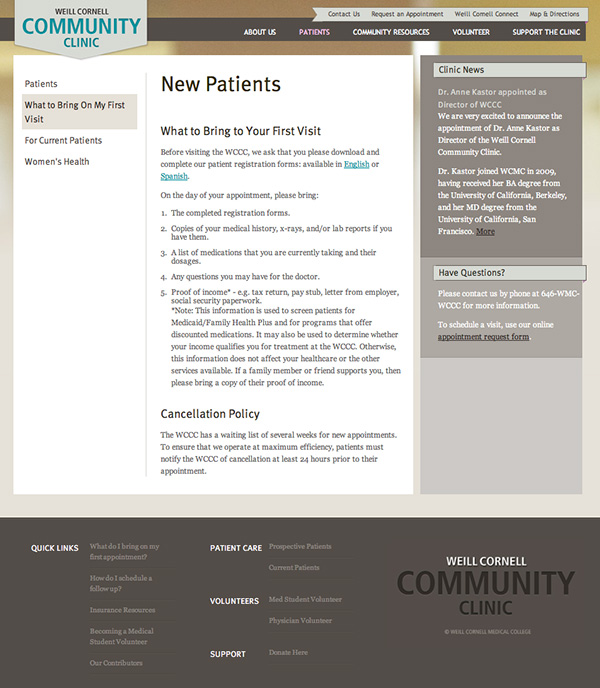 WEILL CORNELL
COMMUNITY
CLINIC
Contact Us Request an Appointment Weill Cornell Connect Map & Directions
ABOUT US PATIENTS COMMUNITY RESOURCES VOLUNTEER SUPPORT THE CLINIC
Patients
What to Bring On My First
Visit
For Current Patients
Women's Health
New Patients
What to Bring to Your First Visit
Before visiting the WCCC, we ask that you please download and
complete our patient registration forms: available in English or
Spanish.
On the day of your appointment, please bring:
1. The completed registration forms.
2. Copies of your medical history, x-rays, and/or lab reports if you
have them.
3. A list of medications that you are currently taking and their
dosages.
4. Any questions you may have for the doctor.
5. Proof of income* - e.g. tax return, pay stub, letter from employer,
social security paperwork.
*Note: This information is used to screen patients for
Medicaid/Family Health Plus and for programs that offer
discounted medications. It may also be used to determine whether
your income qualifies you for treatment at the WCCC. Otherwise,
this information does not affect your healthcare or the other
services available. If a family member or friend supports you, then
please bring a copy of their proof of income.
Cancellation Policy
The WCCC has a waiting list of several weeks for new appointments.
To ensure that we operate at maximum efficiency, patients must
notify the WCCC of cancellation at least 24 hours prior to their
appointment.
Clinic News
Dr. Anne Kastor appointed as
Director of WCCC
We are very excited to announce the
appointment of Dr. Anne Kastor as
Director of the Weill Cornell
Community Clinic.
Dr. Kastor joined WCMC in 2009,
having received her BA degree from
the University of California, Berkeley,
and her MD degree from the
University of California, San
Francisco. More
Have Questions?
Please contact us by phone at 646-WMC-
WCCC for more information.
To schedule a visit, use our online
appointment request form.
QUICK LINKS
What do I bring on my
first appointment?
How do I schedule a
follow up?
Insurance Resources
Becoming a Medical
Student Volunteer
Our Contributors
PATIENT CARE
Prospective Patients
Current Patients
VOLUNTEERS
Med Student Volunteer
Physician Volunteer
SUPPORT
Donate Here
WEILL CORNELL
COMMUNITY
CLINIC
© WEILL CORNELL MEDICAL COLLEGE